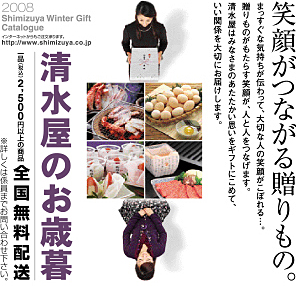 2008
Shimizuya Winter Gift
Catalogue
インターネットからもご注文承ります。
http://www.shimizuya.co.jp
笑顔がつながる贈りもの。
まっすぐな気持ちが伝わって、大切な人の笑顔がこぼれる…。
贈りものがもたらす笑顔が、人と人をつなげます。
清水屋はみなさまのあたたかい思いをギフトにこめて、
いい関係を大切にお届けします。
清水屋のお歳暮
一品(税込)2,500円以上の商品
全国無料配送
※詳しくは係員までお問い合わせ下さい。